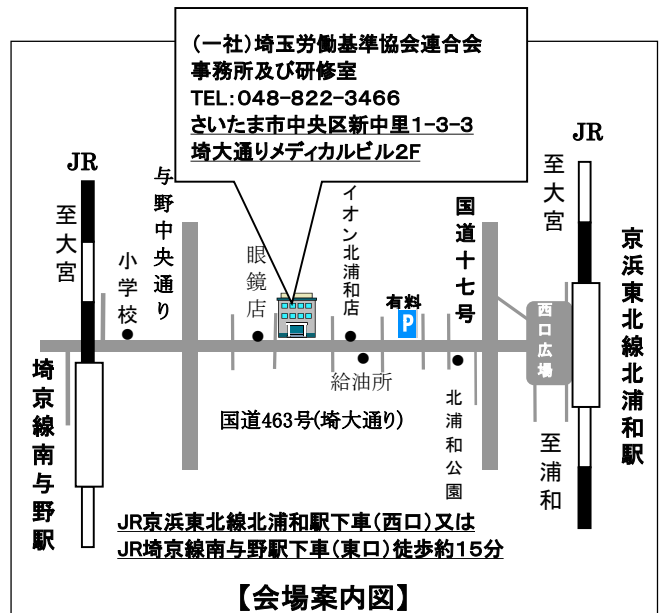 （一社）埼玉労働基準協会連合会
事務所及び研修室
TEL：048-822-3466
さいたま市中央区新中里1-3-3
埼大通りメディカルビル2F
JR
至大宮
小学校
与野中央通り
眼鏡店
イオン北浦和店
有料
P
国道十七号
JR
至大宮
西口広場
京浜東北線北浦和駅
埼京線南与野駅
給油所
国道463号(埼大通り)
北浦和公園
至浦和
JR京浜東北線北浦和駅下車（西口）又は
JR埼京線南与野駅下車（東口）徒歩約15分
【会場案内図】